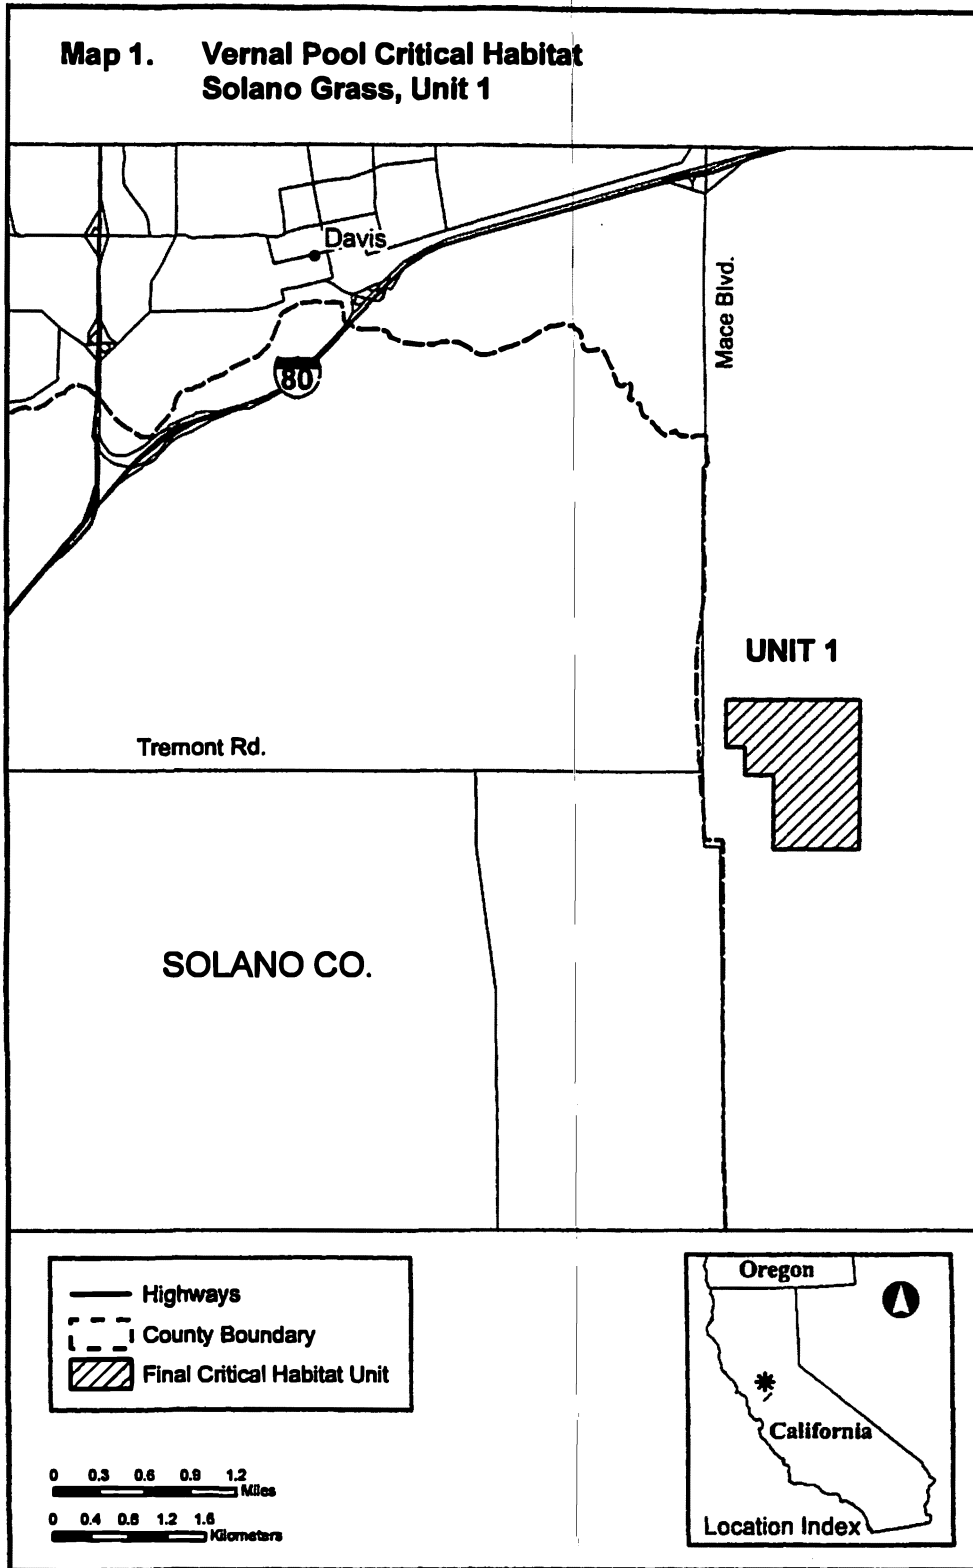 Map 1. Vernal Pool Critical Habitat
Solano Grass, Unit 1
Davis
Mace Blvd.
80
UNIT 1
Tremont Rd.
SOLANO CO.
Highways
County Boundary
Final Critical Habitat Unit
0 0.3 0.6 0.9 1.2
Miles
0 0.4 0.8 1.2 1.6
Kilometers
Oregon
California
Location Index